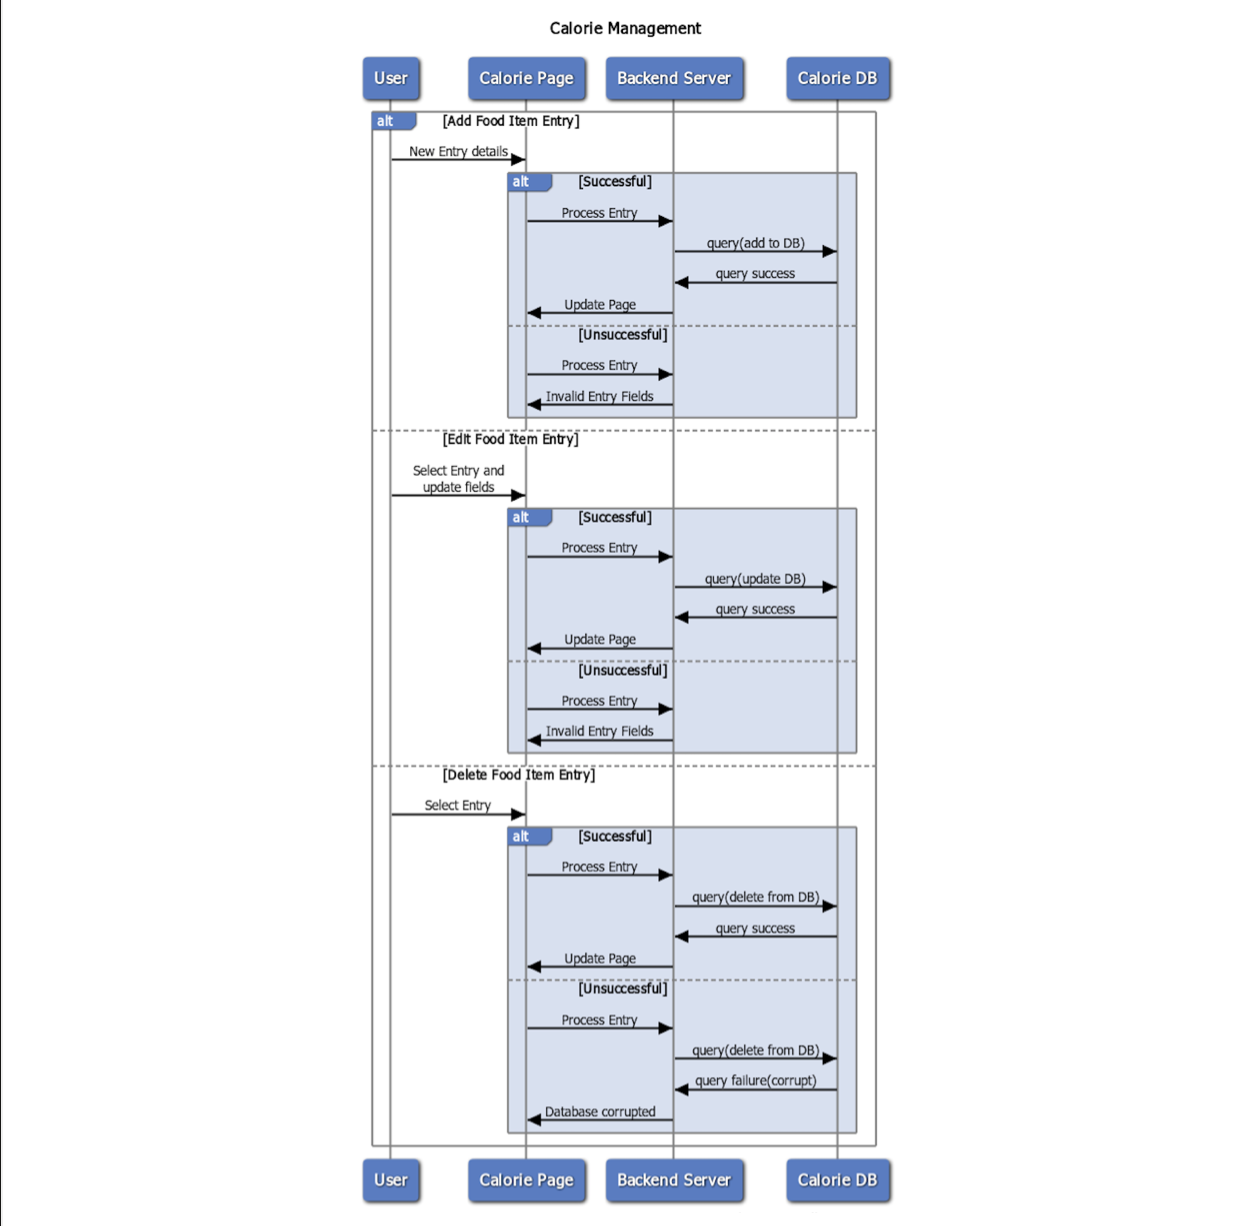 Calorie Management
User
Calorie Page
Backend Server
Calorie DB
alt
[Add Food Item Entry]
New Entry details
alt
[Successful]
Process Entry
query(add to DB)
query success
Update Page
[Unsuccessful]
Process Entry
Invalid Entry Fields
[Edit Food Item Entry]
Select Entry and
update fields
alt
[Successful]
Process Entry
query(update DB)
query success
Update Page
[Unsuccessful]
Process Entry
Invalid Entry Fields
[Delete Food Item Entry]
Select Entry
alt
[Successful]
Process Entry
query(delete from DB)
query success
Update Page
[Unsuccessful]
Process Entry
query(delete from DB)
query failure(corrupt)
Database corrupted
User
Calorie Page
Backend Server
Calorie DB